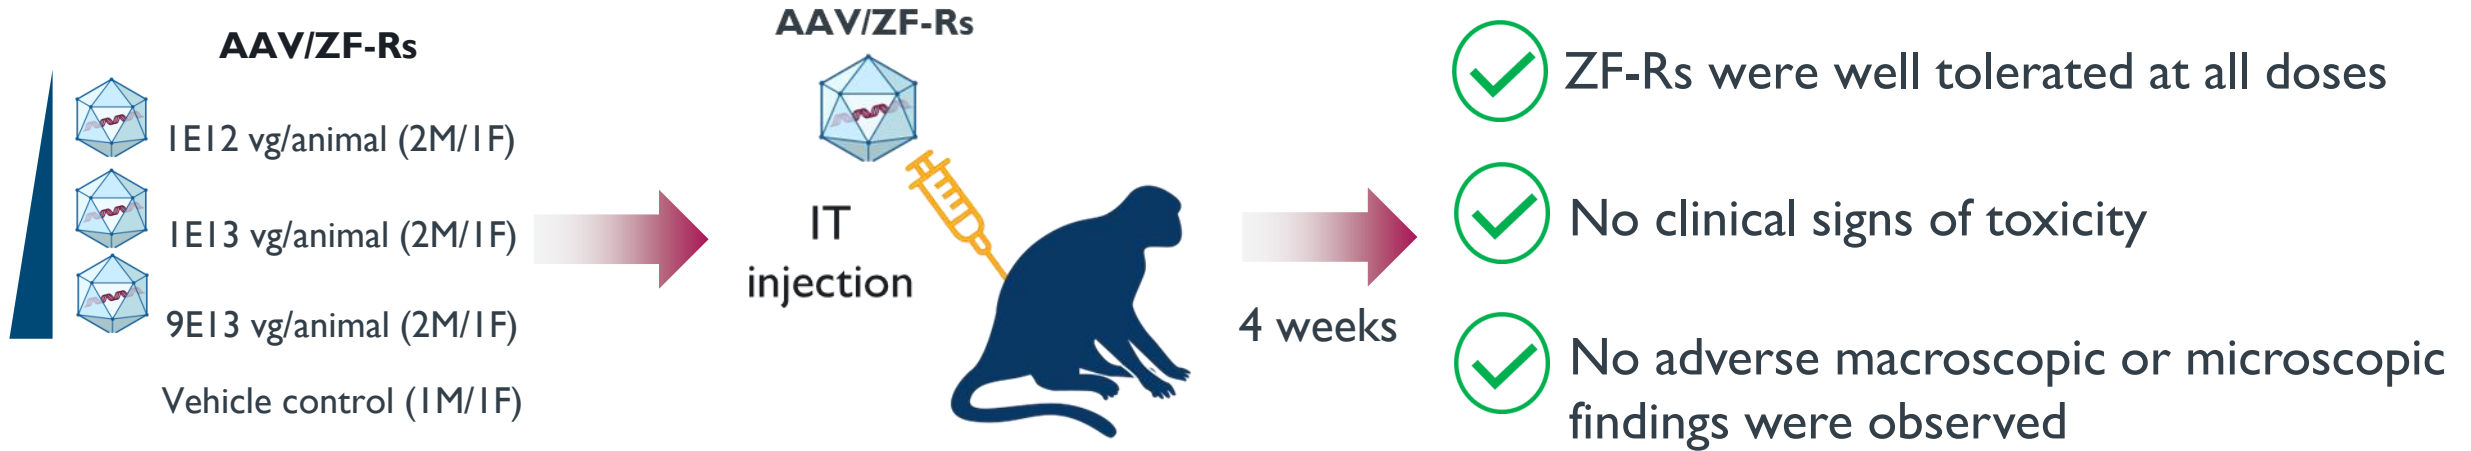 AAV/ZF-Rs
1E12 vg/animal (2M/1F)
1E13 vg/animal (2M/1F)
9E13 vg/animal (2M/1F)
Vehicle control (1M/1F)
AAV/ZF-Rs
IT
injection
4 weeks
ZF-Rs were well tolerated at all doses
No clinical signs of toxicity
No adverse macroscopic or microscopic
findings were observed